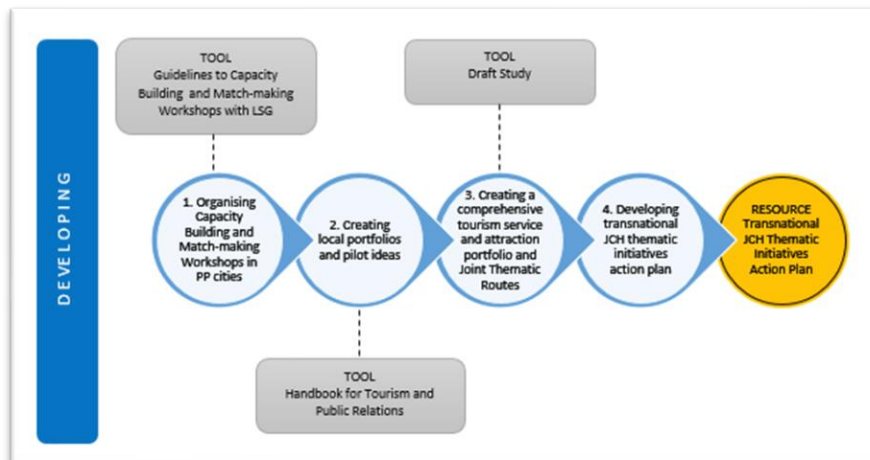 DEVELOPING
TOOL
Guidelines to Capacity
Building and Match-making
Workshops with LSG
TOOL
Draft Study
1. Organising
Capacity
Building and
Match-making
Workshops in
PP cities
2. Creating
local portfolios
and pilot ideas
3. Creating a
comprehensive
tourism service
and attraction
portfolio and
Joint Thematic
Routes
4. Developing
transnational
JCH thematic
initiatives
action plan
RESOURCE
Transnational
JCH Thematic
Initiatives
Action Plan
TOOL
Handbook for Tourism and
Public Relations